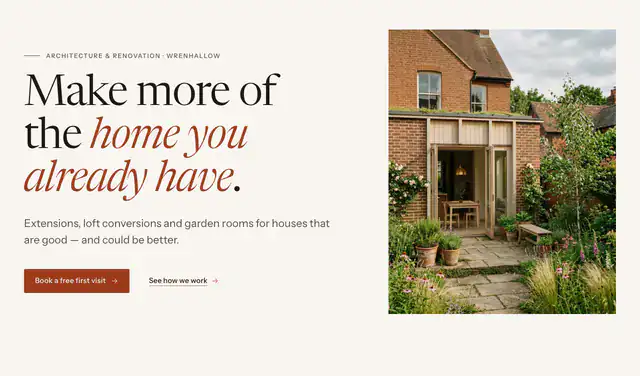 ARCHITECTURE & RENOVATION · WRENHALLOW
Make more of
the home you
already have.
Extensions, loft conversions and garden rooms for houses that
are good — and could be better.
Book a free first visit →
See how we work →